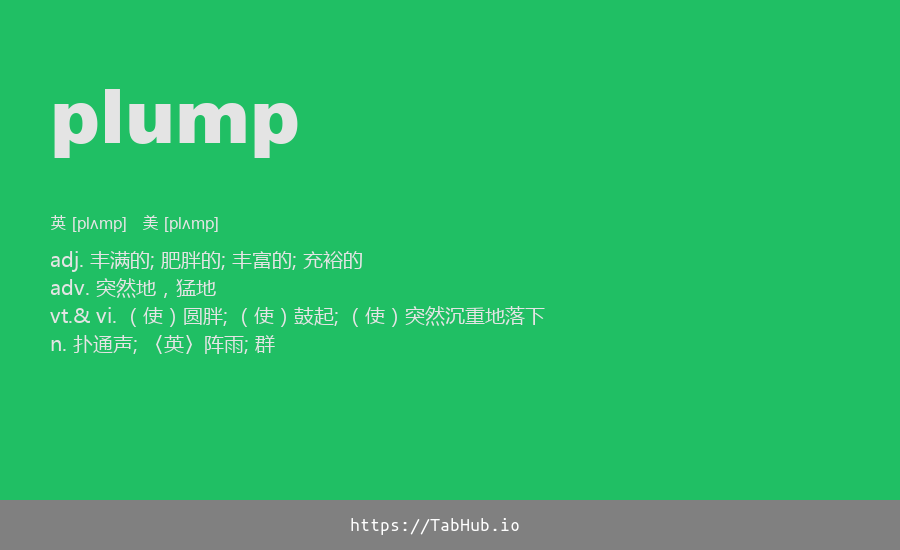 plump
英 [plʌmp] 美 [plʌmp]
adj. 丰满的; 肥胖的; 丰富的; 充裕的
adv. 突然地，猛地
vt.& vi. （使）圆胖; （使）鼓起; （使）突然沉重地落下
n. 扑通声; 〈英〉阵雨; 群
https://TabHub.io